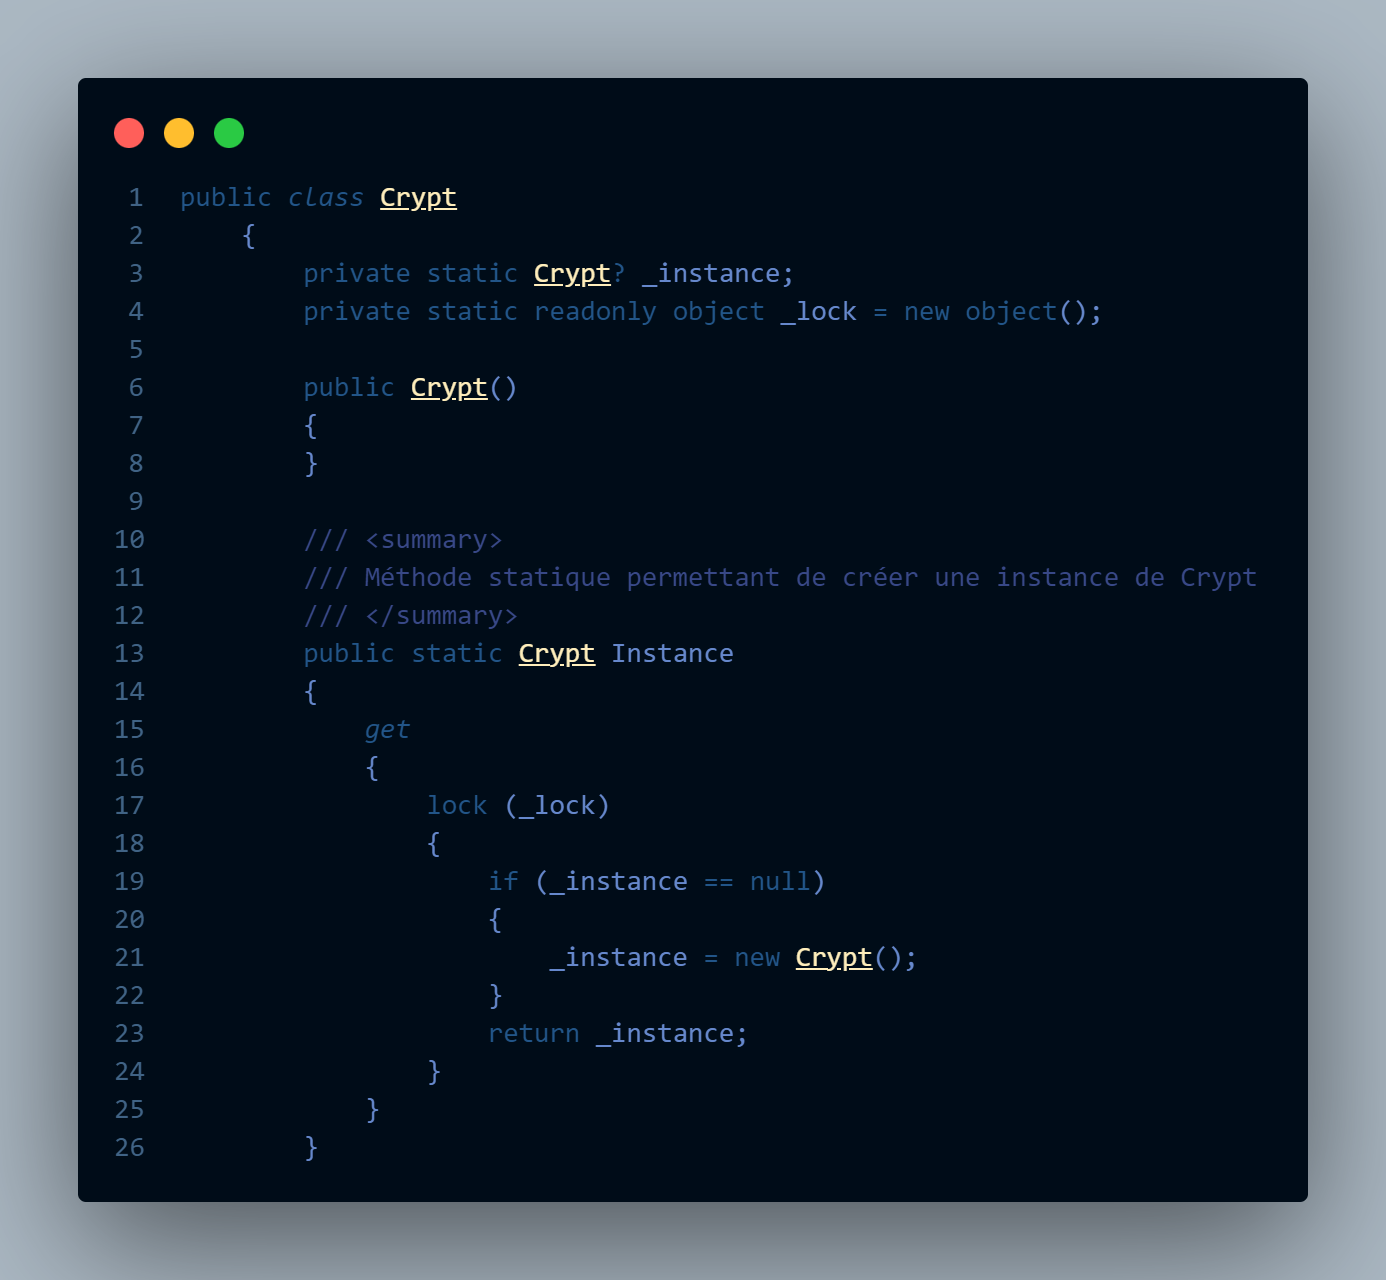 1 public class Crypt
2 {
3 private static Crypt? _instance;
4 private static readonly object _lock = new object();
5
6 public Crypt()
7 {
8 }
9
10 /// <summary>
11 /// Méthode statique permettant de créer une instance de Crypt
12 /// </summary>
13 public static Crypt Instance
14 {
15 get
16 {
17 lock (_lock)
18 {
19 if (_instance == null)
20 {
21 _instance = new Crypt();
22 }
23 return _instance;
24 }
25 }
26 }